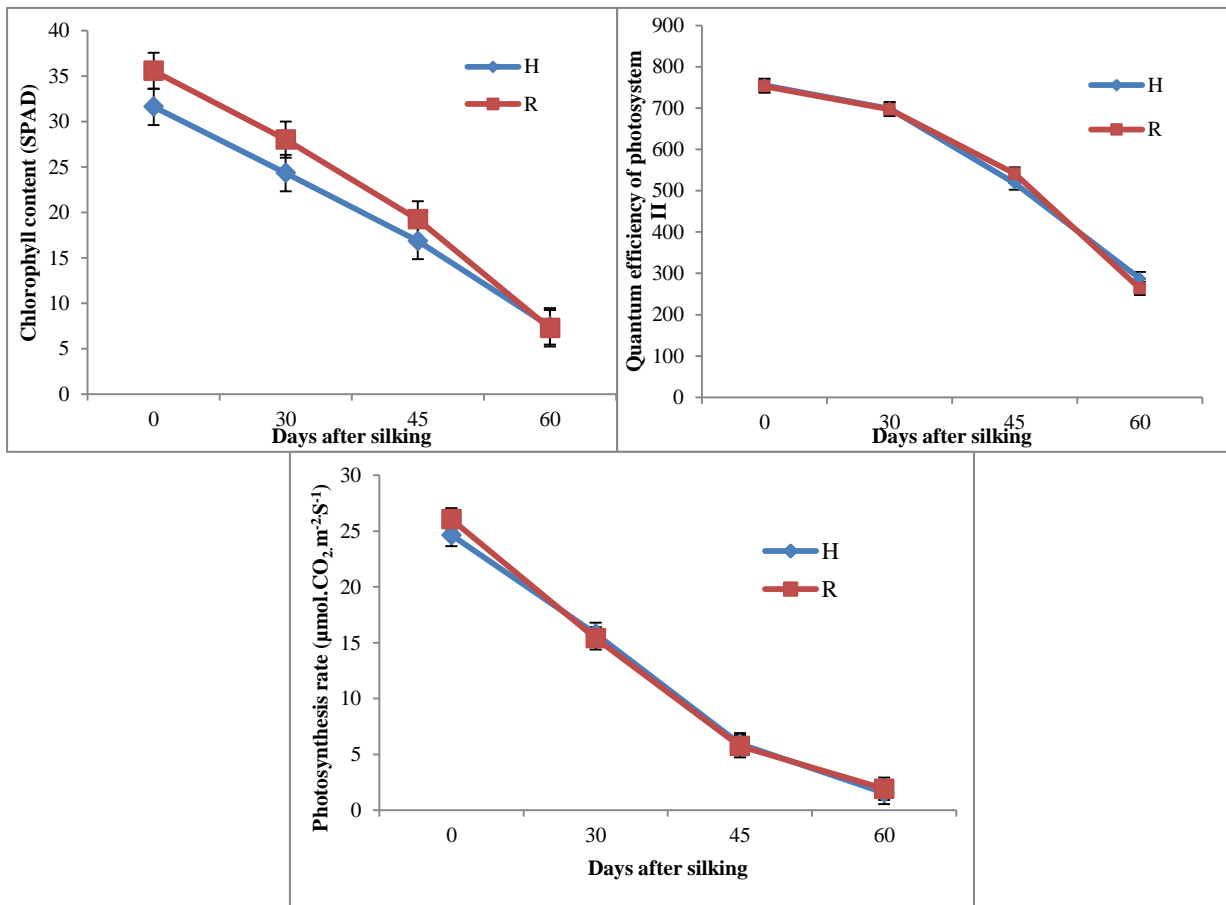 Chlorophyll content (SPAD)
40
35
30
25
20
15
10
5
0
0 30 45 60
Days after silking
H
R
Quantum efficiency of photosystem
II
900
800
700
600
500
400
300
200
100
0
0 30 45 60
Days after silking
H
R
Photosynthesis rate (µmol.CO2.m-2.S-1)
30
25
20
15
10
5
0
0 30 45 60
Days after silking
H
R